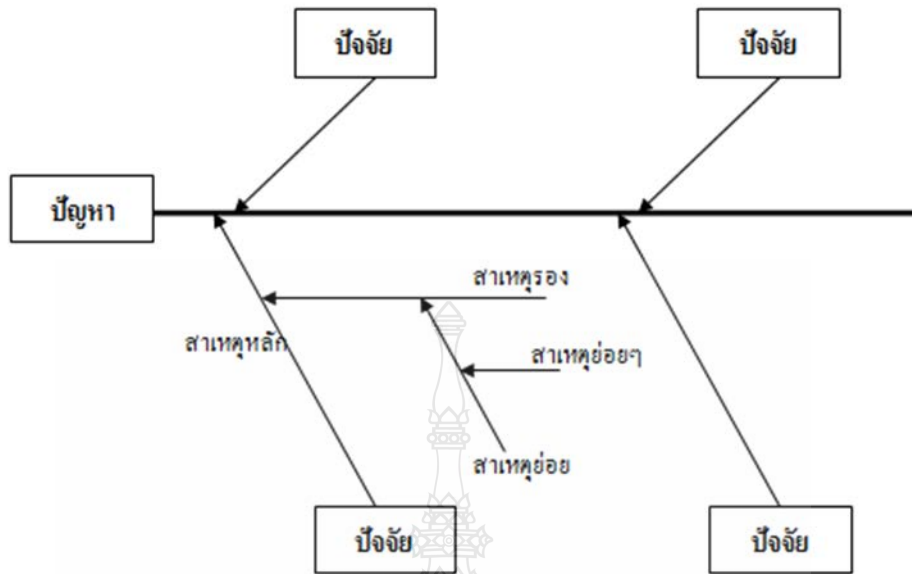 ปัจจัย
ปัจจัย
ปัญหา
สาเหตุรอง
สาเหตุหลัก
สาเหตุย่อยๆ
สาเหตุย่อย
ปัจจัย
ปัจจัย